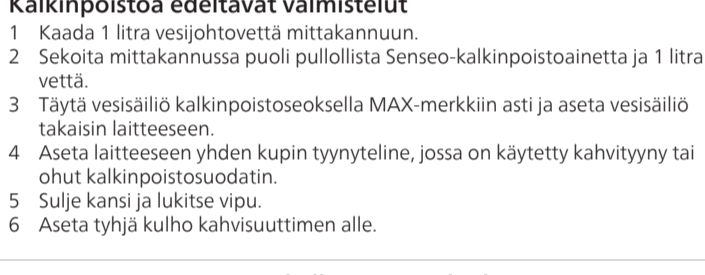 Kalkinpoistoa edeltävät valmistelut
1 Kaada 1 litra vesijohtovettä mittakannuun.
2 Sekoita mittakannussa puoli pullollista Senseo-kalkinpoistoainetta ja 1 litra
vettä.
3 Täytä vesisäiliö kalkinpoistoseoksella MAX-merkkiin asti ja aseta vesisäiliö
takaisin laitteeseen.
4 Aseta laitteeseen yhden kupin tyynyteline, jossa on käytetty kahvityyny tai
ohut kalkinpoistosuodatin.
5 Sulje kansi ja lukitse vipu.
6 Aseta tyhjä kulho kahvisuuttimen alle.